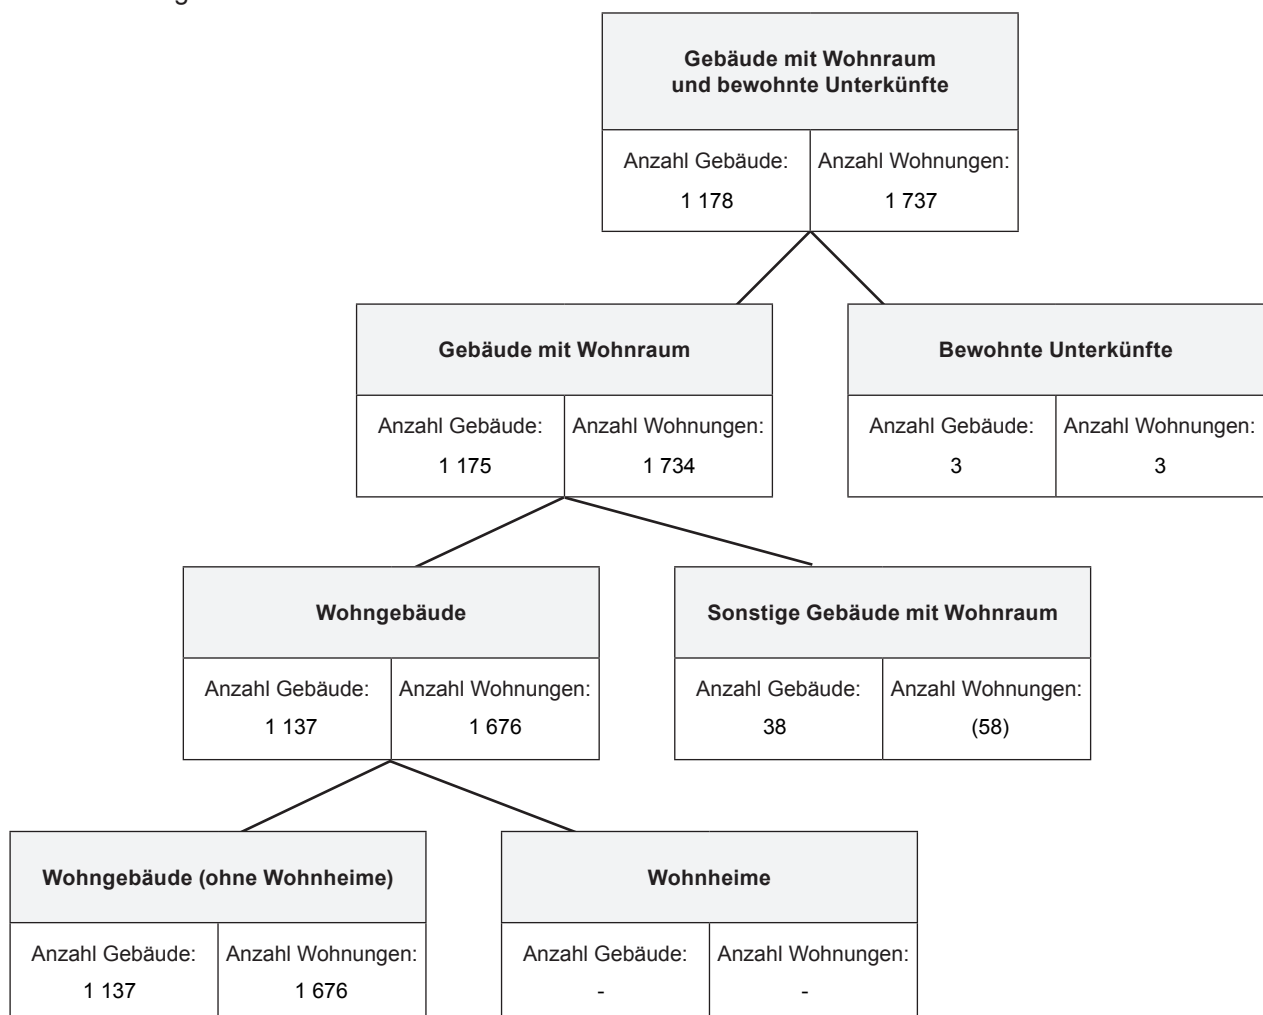 Gebäude mit Wohnraum
und bewohnte Unterkünfte
Anzahl Gebäude: Anzahl Wohnungen:
1 178 1 737
Gebäude mit Wohnraum
Anzahl Gebäude: Anzahl Wohnungen:
1 175 1 734
Bewohnte Unterkünfte
Anzahl Gebäude: Anzahl Wohnungen:
3 3
Wohngebäude
Anzahl Gebäude: Anzahl Wohnungen:
1 137 1 676
Sonstige Gebäude mit Wohnraum
Anzahl Gebäude: Anzahl Wohnungen:
38 (58)
Wohngebäude (ohne Wohnheime)
Anzahl Gebäude: Anzahl Wohnungen:
1 137 1 676
Wohnheime
Anzahl Gebäude: Anzahl Wohnungen:
- -